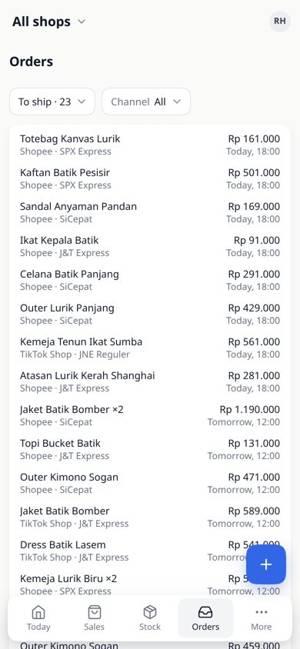 All shops
RH
Orders
To ship · 23
Channel All
Totebag Kanvas Lurik Rp 161.000
Shopee · SPX Express Today, 18:00
Kaftan Batik Pesisir Rp 501.000
Shopee · SPX Express Today, 18:00
Sandal Anyaman Pandan Rp 169.000
Shopee · SiCepat Today, 18:00
Ikat Kepala Batik Rp 91.000
Shopee · J&T Express Today, 18:00
Celana Batik Panjang Rp 291.000
Shopee · SiCepat Today, 18:00
Outer Lurik Panjang Rp 429.000
Shopee · SiCepat Today, 18:00
Kemeja Tenun Ikat Sumba Rp 561.000
TikTok Shop · JNE Reguler Today, 18:00
Atasan Lurik Kerah Shanghai Rp 281.000
Shopee · J&T Express Today, 18:00
Jaket Batik Bomber ×2 Rp 1.190.000
Shopee · SiCepat Tomorrow, 12:00
Topi Bucket Batik Rp 131.000
Shopee · J&T Express Tomorrow, 12:00
Outer Kimono Sogan Rp 471.000
Shopee · SiCepat Tomorrow, 12:00
Jaket Batik Bomber Rp 589.000
TikTok Shop · J&T Express Tomorrow, 12:00
Dress Batik Lasem Rp
TikTok Shop · J&T Express
Kemeja Lurik Biru ×2 Rp
Shopee · SPX Express
Today
Sales
Stock
Orders
More
Outer Kimono Sogan Rp 459.000